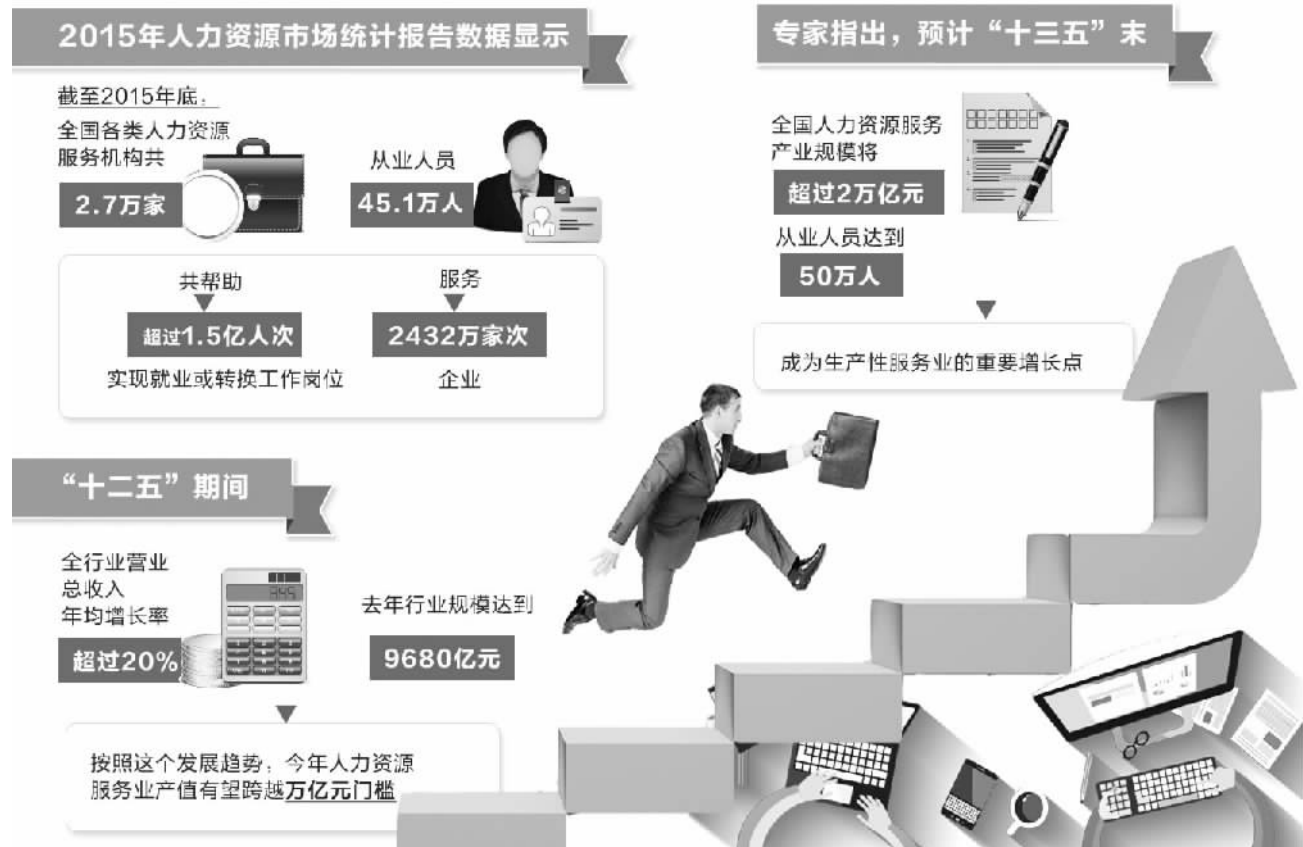 2015年人力资源市场统计报告数据显示
截至2015年底，
全国各类人力资源
服务机构共
2.7万家
从业人员
45.1万人
共帮助
超过1.5亿人次
实现就业或转换工作岗位
服务
2432万家次
企业
“十二五”期间
全行业营业
总收入
年均增长率
超过20%
去年行业规模达到
9680亿元
按照这个发展趋势，今年人力资源
服务业产值有望跨越万亿元门槛
专家指出，预计“十三五”末
全国人力资源服务
产业规模将
超过2万亿元
从业人员达到
50万人
成为生产性服务业的重要增长点